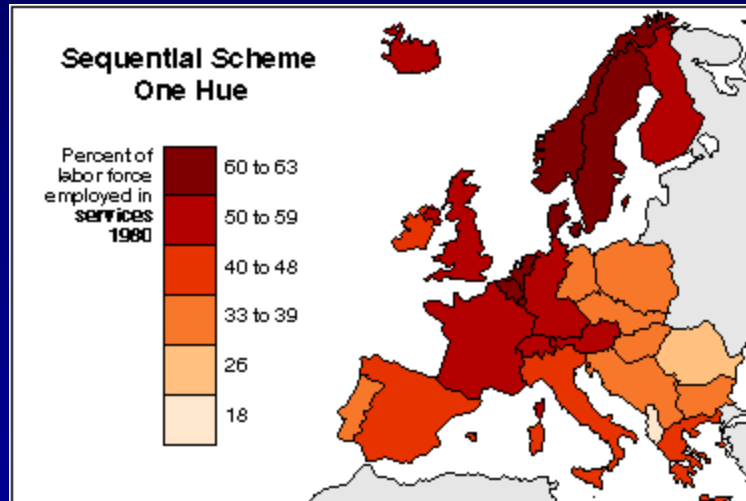 Sequential Scheme
One Hue
Percent of
labor force
employed in
services
1980
60 to 63
50 to 59
40 to 48
33 to 39
26
18